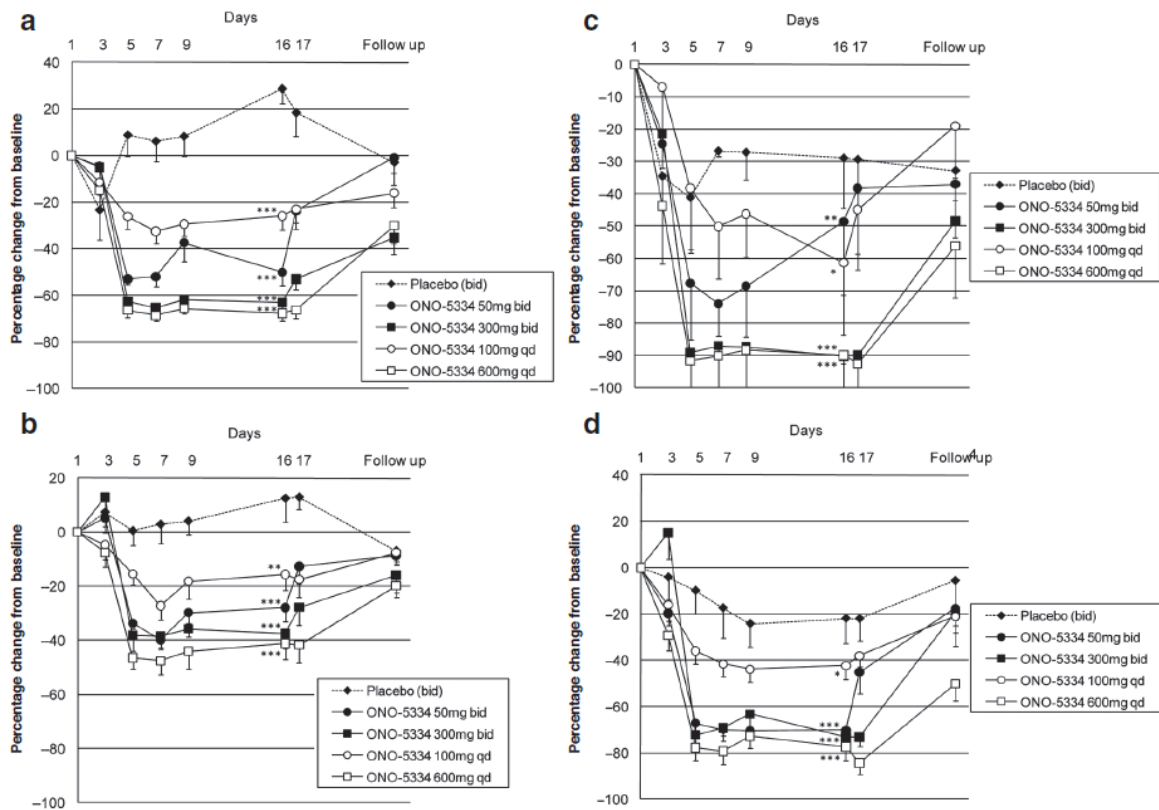 a
Days
1 3 5 7 9 16 17 Follow up
40
20
0
−20
−40
−60
−80
−100
Percentage change from baseline
***
***
***
***
Placebo (bid)
ONO-5334 50mg bid
ONO-5334 300mg bid
ONO-5334 100mg qd
ONO-5334 600mg qd
c
Days
1 3 5 7 9 16 17 Follow up
0
−10
−20
−30
−40
−50
−60
−70
−80
−90
−100
Percentage change from baseline
**
*
***
***
Placebo (bid)
ONO-5334 50mg bid
ONO-5334 300mg bid
ONO-5334 100mg qd
ONO-5334 600mg qd
b
Days
1 3 5 7 9 16 17 Follow up
20
0
−20
−40
−60
−80
−100
Percentage change from baseline
**
***
***
***
Placebo (bid)
ONO-5334 50mg bid
ONO-5334 300mg bid
ONO-5334 100mg qd
ONO-5334 600mg qd
d
Days
1 3 5 7 9 16 17 Follow up 4
40
20
0
−20
−40
−60
−80
−100
Percentage change from baseline
*
***
***
***
Placebo (bid)
ONO-5334 50mg bid
ONO-5334 300mg bid
ONO-5334 100mg qd
ONO-5334 600mg qd